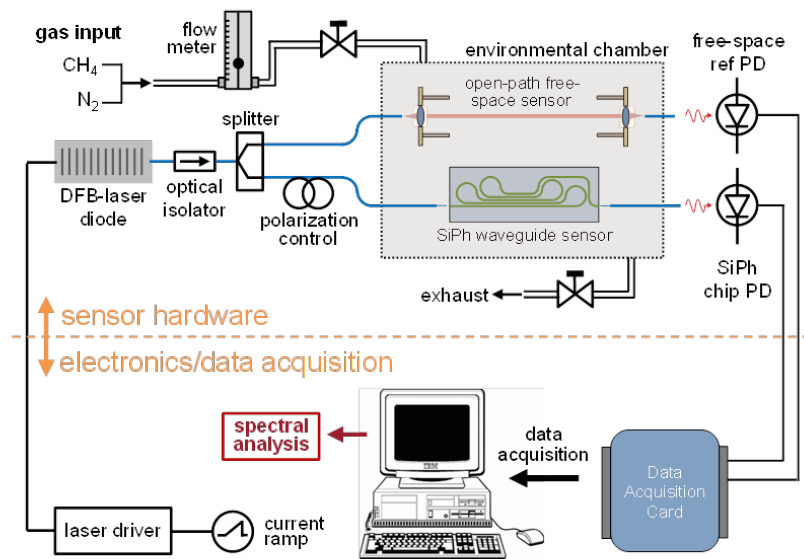 gas input
CH4
N2
flow
meter
environmental chamber
open-path free-
space sensor
free-space
ref PD
splitter
DFB-laser
diode
optical
isolator
polarization
control
SiPh waveguide sensor
SiPh
chip PD
exhaust
sensor hardware
electronics/data acquisition
spectral
analysis
IBM
data
acquisition
Data
Acquisition
Card
laser driver
current
ramp